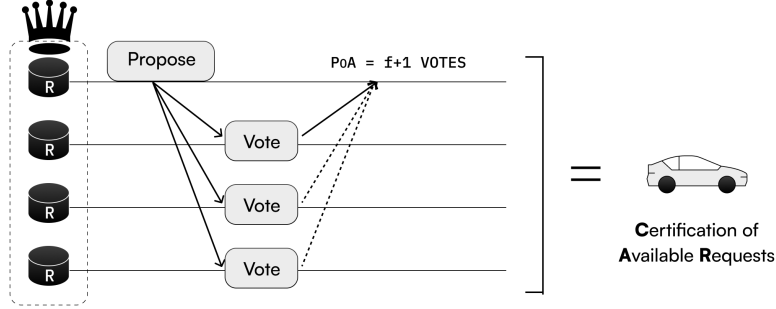 Propose
PoA = f+1 VOTES
R
R
Vote
R
Vote
R
Vote
Certification of
Available Requests